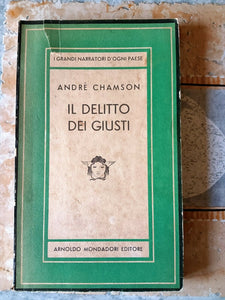 I GRANDI NARRATORI D'OGNI PAESE
ANDRÉ CHAMSON
IL DELITTO
DEI GIUSTI
ARNOLDO MONDADORI EDITORE